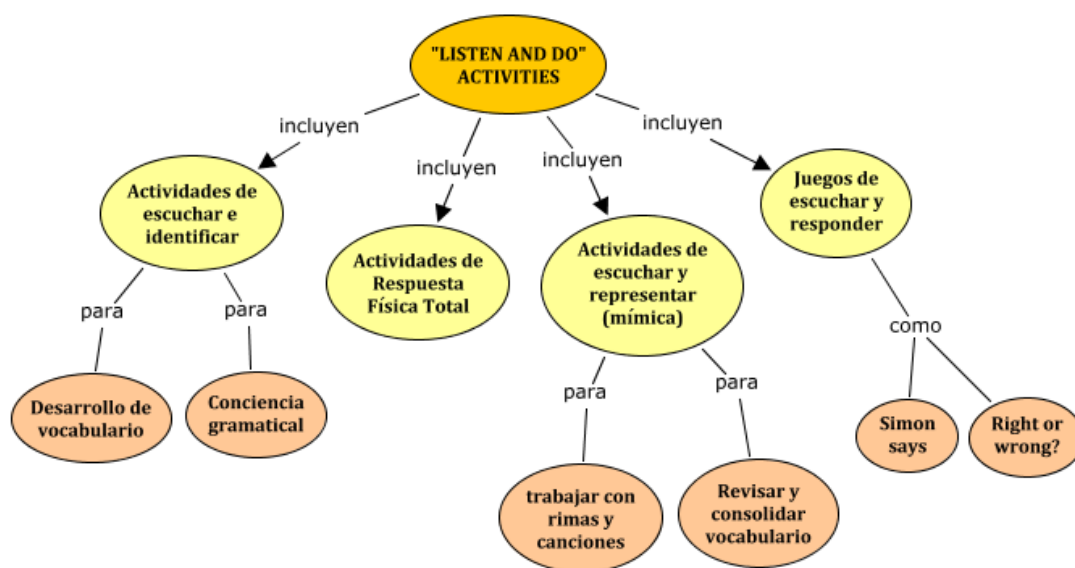 "LISTEN AND DO"
ACTIVITIES
incluyen
incluyen
incluyen
incluyen
Actividades de
escuchar e
identificar
Actividades de
Respuesta
Física Total
Actividades de
escuchar y
representar
(mímica)
Juegos de
escuchar y
responder
para
para
para
para
como
Desarrollo de
vocabulario
Conciencia
gramatical
trabajar con
rimas y
canciones
Revisar y
consolidar
vocabulario
Simon
says
Right or
wrong?